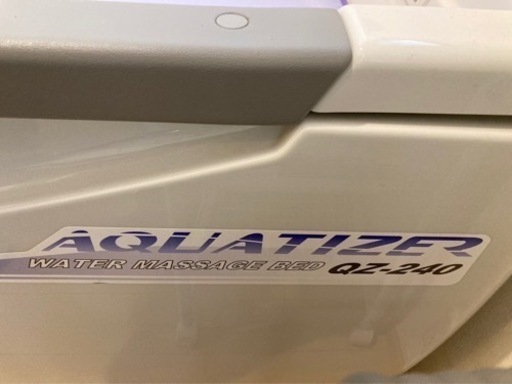 AQUATIZER
WATER MASSAGE BED QZ-240